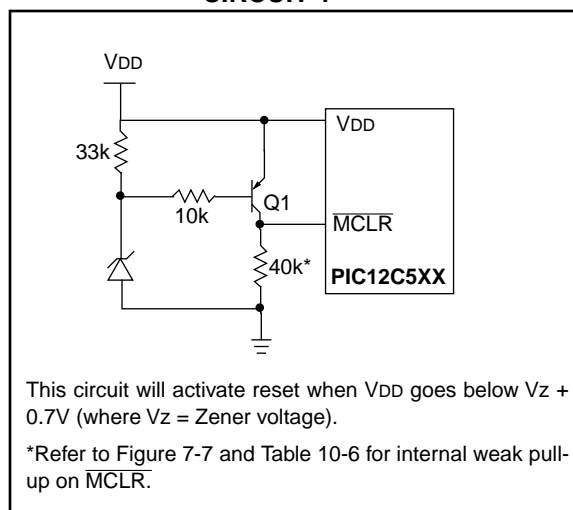 VDD
33k
10k
Q1
40k*
VDD
MCLR
PIC12C5XX
This circuit will activate reset when VDD goes below Vz +
0.7V (where Vz = Zener voltage).
*Refer to Figure 7-7 and Table 10-6 for internal weak pull-
up on MCLR.